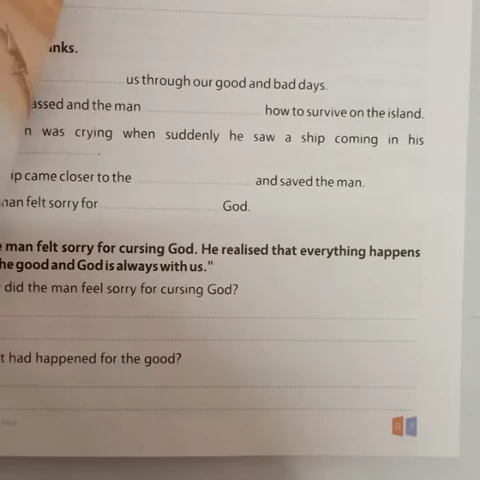 nks.
us through our good and bad days.
assed and the man how to survive on the island.
n was crying when suddenly he saw a ship coming in his
.
ip came closer to the and saved the man.
nan felt sorry for God.
e man felt sorry for cursing God. He realised that everything happens
he good and God is always with us."
did the man feel sorry for cursing God?
t had happened for the good?